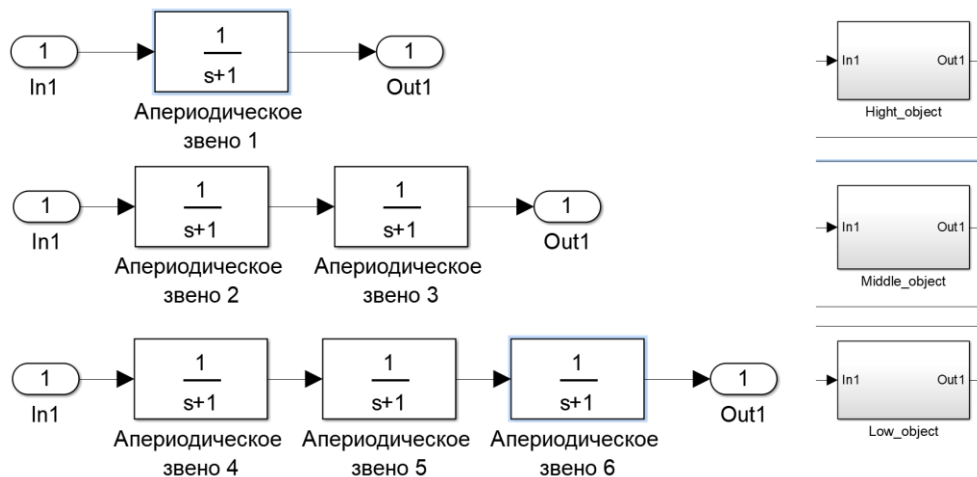 1
In1
1
s+1
Апериодическое
звено 1
1
Out1
1
In1
1
s+1
Апериодическое
звено 2
1
s+1
Апериодическое
звено 3
1
Out1
1
In1
1
s+1
Апериодическое
звено 4
1
s+1
Апериодическое
звено 5
1
s+1
Апериодическое
звено 6
1
Out1
In1 Out1
Hight_object
In1 Out1
Middle_object
In1 Out1
Low_object